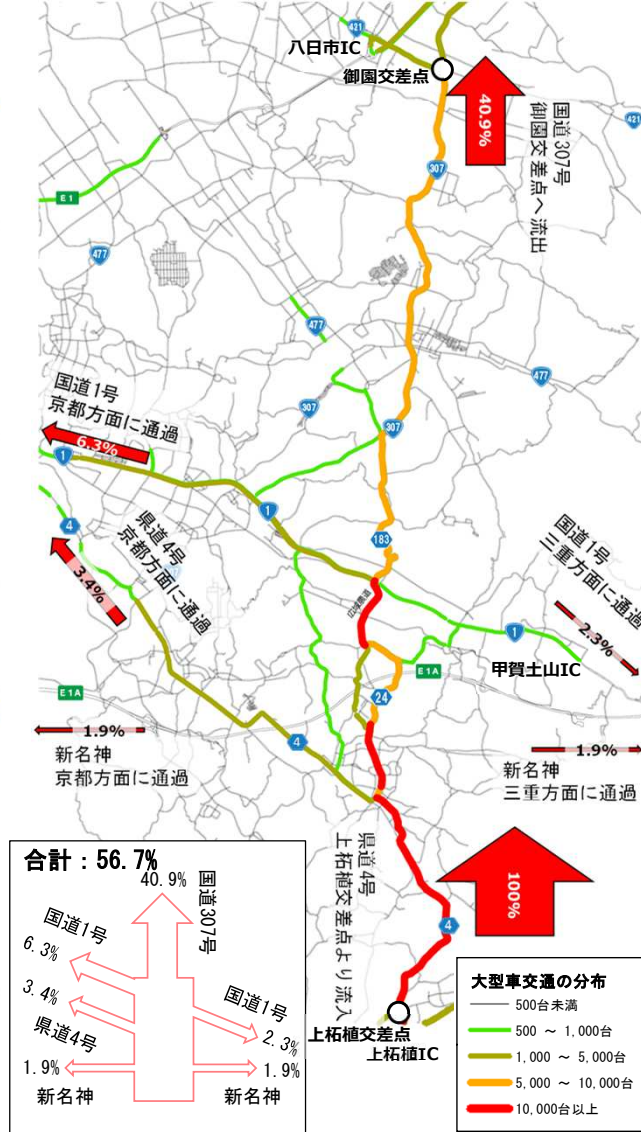 421
八日市IC
御園交差点
40.9%
国道307号
御園交差点へ流出
421
307
E1
477
477
477
307
307
国道1号
京都方面に通過
6.3%
1
1
183
県道4号
京都方面に通過
4
3.4%
広域農道
国道1号
三重方面に通過
2.3%
1
甲賀土山IC
E1A
E1A
24
4
1.9%
新名神
京都方面に通過
1.9%
新名神
三重方面に通過
県道4号
上柘植交差点より流入
100%
4
上柘植交差点
上柘植IC
合計:56.7%
40.9%
国道307号
国道1号
6.3%
3.4%
県道4号
1.9%
新名神
国道1号
2.3%
1.9%
新名神
大型車交通の分布
500台未満
500 ～ 1,000台
1,000 ～ 5,000台
5,000 ～ 10,000台
10,000台以上